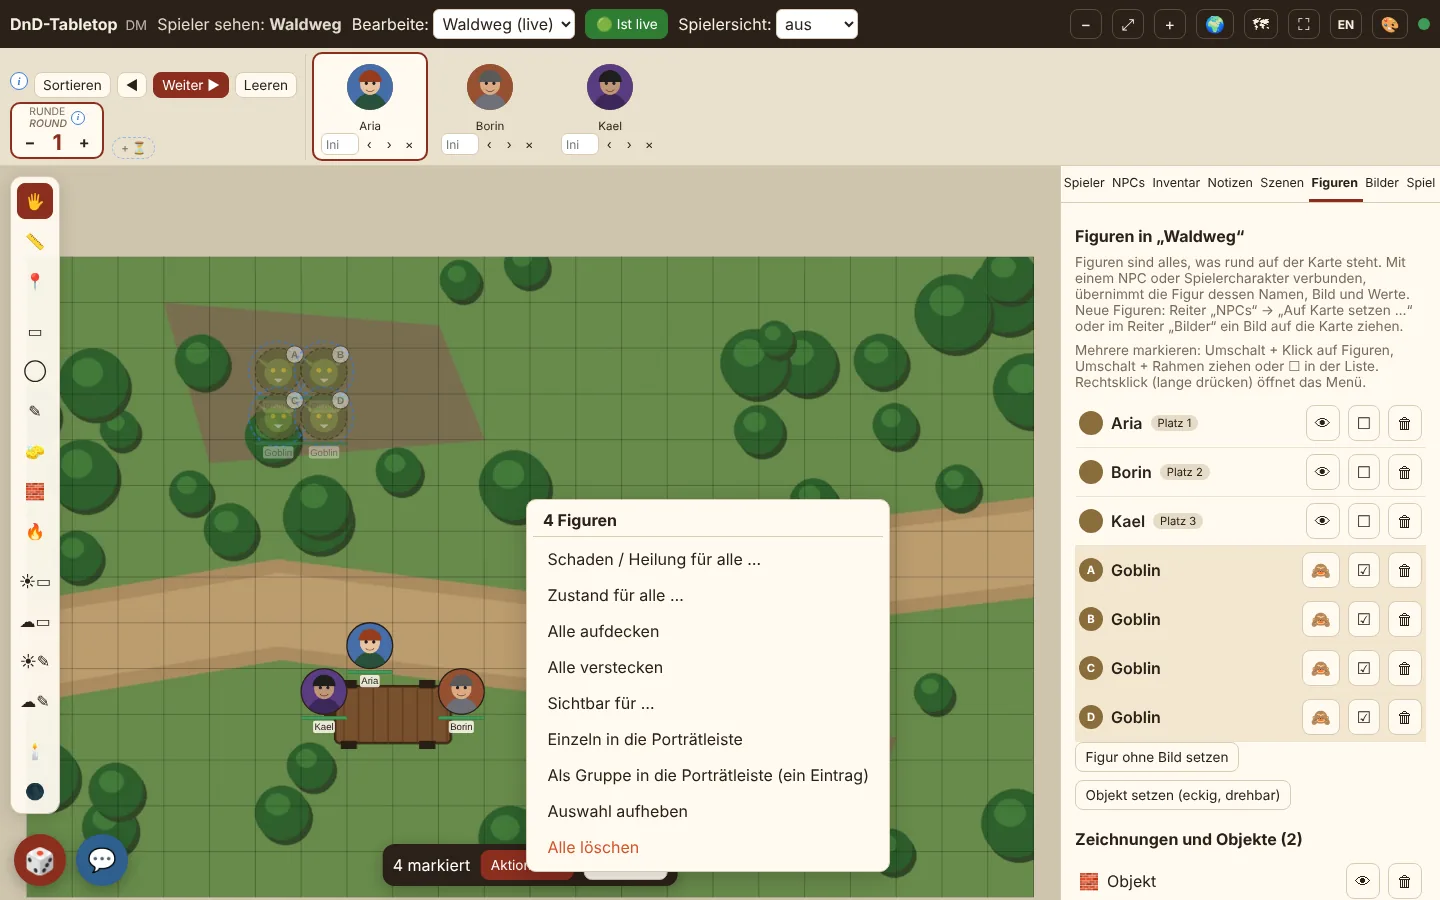 DnD-Tabletop DM Spieler sehen: Waldweg Bearbeite: Waldweg (live) Ist live Spielersicht: aus EN
i Sortieren ◀ Weiter ▶ Leeren
RUNDE
ROUND i
− 1 +
+ ⏳
Aria
Ini ‹ › ×
Borin
Ini ‹ › ×
Kael
Ini ‹ › ×
A B
C D
Goblin Goblin
Aria
Kael
Borin
4 Figuren
Schaden / Heilung für alle ...
Zustand für alle ...
Alle aufdecken
Alle verstecken
Sichtbar für ...
Einzeln in die Porträtleiste
Als Gruppe in die Porträtleiste (ein Eintrag)
Auswahl aufheben
Alle löschen
4 markiert
Spieler NPCs Inventar Notizen Szenen Figuren Bilder Spiel
Figuren in „Waldweg“
Figuren sind alles, was rund auf der Karte steht. Mit
einem NPC oder Spielercharakter verbunden,
übernimmt die Figur dessen Namen, Bild und Werte.
Neue Figuren: Reiter „NPCs“ → „Auf Karte setzen ...“
oder im Reiter „Bilder“ ein Bild auf die Karte ziehen.
Mehrere markieren: Umschalt + Klick auf Figuren,
Umschalt + Rahmen ziehen oder ☐ in der Liste.
Rechtsklick (lange drücken) öffnet das Menü.
Aria Platz 1
Borin Platz 2
Kael Platz 3
A Goblin
B Goblin
C Goblin
D Goblin
Figur ohne Bild setzen
Objekt setzen (eckig, drehbar)
Zeichnungen und Objekte (2)
Objekt